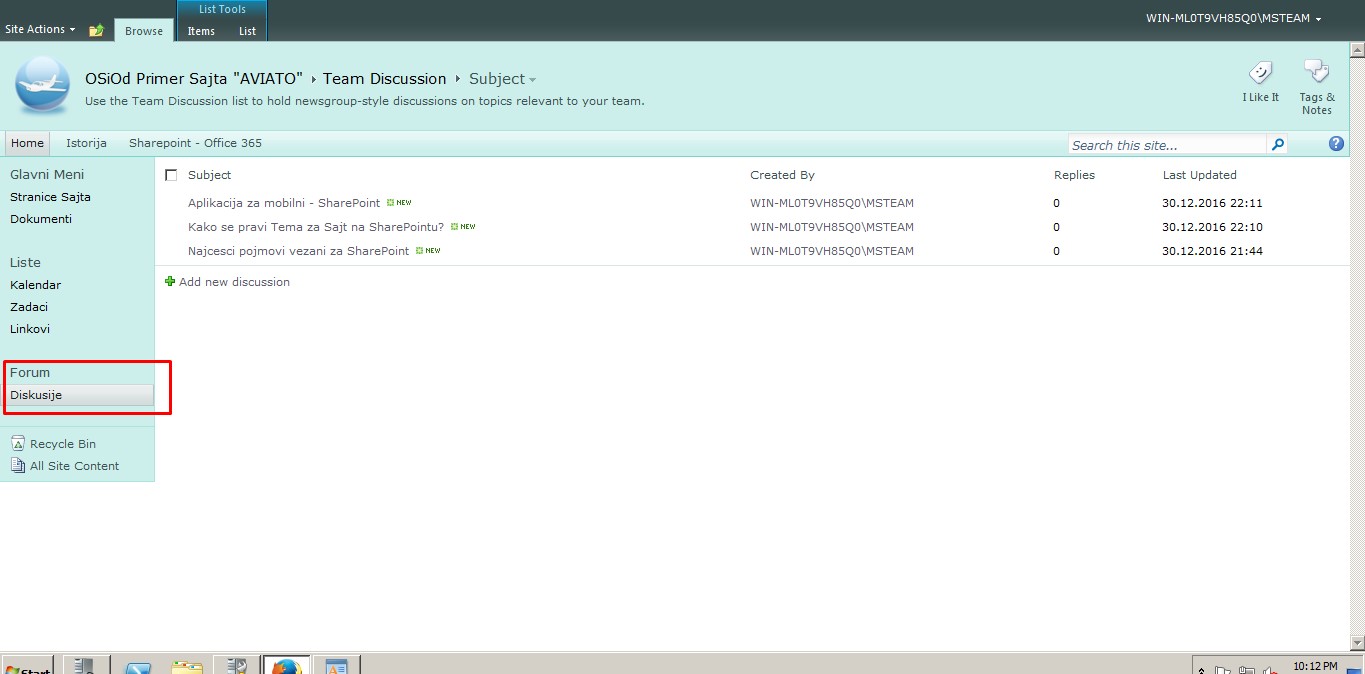 List Tools
Site Actions Browse Items List WIN-ML0T9VH85Q0\MSTEAM
OSiOd Primer Sajta "AVIATO" Team Discussion Subject
Use the Team Discussion list to hold newsgroup-style discussions on topics relevant to your team.
I Like It
Tags &
Notes
Home Istorija Sharepoint - Office 365 Search this site...
Glavni Meni
Stranice Sajta
Dokumenti
Liste
Kalendar
Zadaci
Linkovi
Forum
Diskusije
Recycle Bin
All Site Content
Subject Created By Replies Last Updated
Aplikacija za mobilni - SharePoint NEW WIN-ML0T9VH85Q0\MSTEAM 0 30.12.2016 22:11
Kako se pravi Tema za Sajt na SharePointu? NEW WIN-ML0T9VH85Q0\MSTEAM 0 30.12.2016 22:10
Najcesci pojmovi vezani za SharePoint NEW WIN-ML0T9VH85Q0\MSTEAM 0 30.12.2016 21:44
Add new discussion
Start 10:12 PM